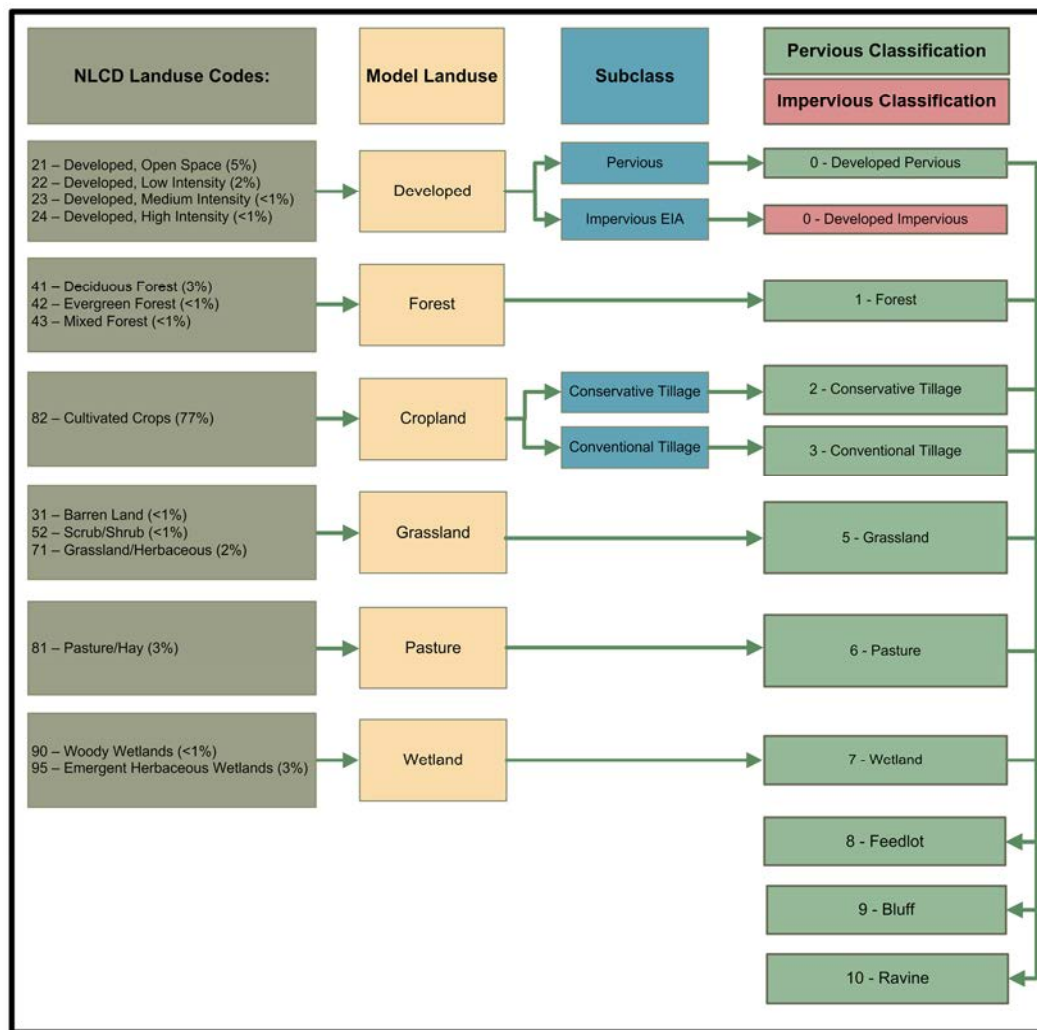 NLCD Landuse Codes:
Model Landuse
Subclass
Pervious Classification
Impervious Classification
21 – Developed, Open Space (5%)
22 – Developed, Low Intensity (2%)
23 – Developed, Medium Intensity (<1%)
24 – Developed, High Intensity (<1%)
Developed
Pervious
0 - Developed Pervious
Impervious EIA
0 - Developed Impervious
41 – Deciduous Forest (3%)
42 – Evergreen Forest (<1%)
43 – Mixed Forest (<1%)
Forest
1 - Forest
82 – Cultivated Crops (77%)
Cropland
Conservative Tillage
2 - Conservative Tillage
Conventional Tillage
3 - Conventional Tillage
31 – Barren Land (<1%)
52 – Scrub/Shrub (<1%)
71 – Grassland/Herbaceous (2%)
Grassland
5 - Grassland
81 – Pasture/Hay (3%)
Pasture
6 - Pasture
90 – Woody Wetlands (<1%)
95 – Emergent Herbaceous Wetlands (3%)
Wetland
7 - Wetland
8 - Feedlot
9 - Bluff
10 - Ravine